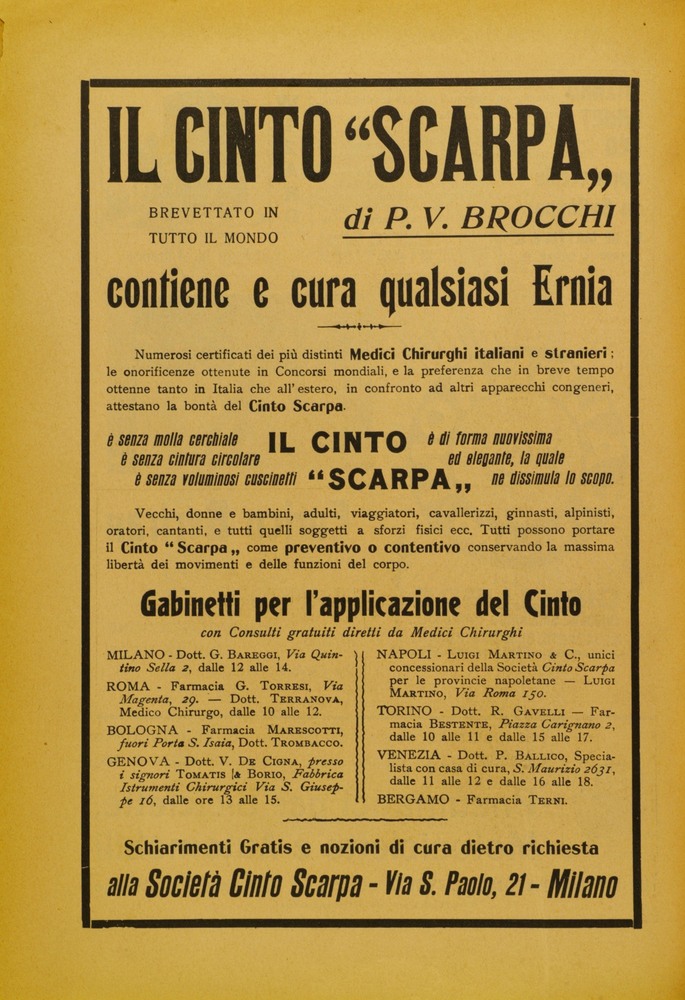 IL CINTO “SCARPA„
BREVETTATO IN
TUTTO IL MONDO
di P. V. BROCCHI
contiene e cura qualsiasi Ernia
Numerosi certificati dei più distinti Medici Chirurghi italiani e stranieri;
le onorificenze ottenute in Concorsi mondiali, e la preferenza che in breve tempo
ottenne tanto in Italia che all'estero, in confronto ad altri apparecchi congeneri,
attestano la bontà del Cinto Scarpa.
è senza molla cerchiale
è senza cintura circolare
è senza voluminosi cuscinetti
IL CINTO
“SCARPA„
è di forma nuovissima
ed elegante, la quale
ne dissimula lo scopo.
Vecchi, donne e bambini, adulti, viaggiatori, cavallerizzi, ginnasti, alpinisti,
oratori, cantanti, e tutti quelli soggetti a sforzi fisici ecc. Tutti possono portare
il Cinto “Scarpa„ come preventivo o contentivo conservando la massima
libertà dei movimenti e delle funzioni del corpo.
Gabinetti per l'applicazione del Cinto
con Consulti gratuiti diretti da Medici Chirurghi
MILANO - Dott. G. BAREGGI, Via Quin-
tino Sella 2, dalle 12 alle 14.
ROMA - Farmacia G. TORRESI, Via
Magenta, 29. — Dott. TERRANOVA,
Medico Chirurgo, dalle 10 alle 12.
BOLOGNA - Farmacia MARESCOTTI,
fuori Porta S. Isaia, Dott. TROMBACCO.
GENOVA - Dott. V. DE CIGNA, presso
i signori TOMATIS & BORIO, Fabbrica
Istrumenti Chirurgici Via S. Giusep-
pe 16, dalle ore 13 alle 15.
NAPOLI - LUIGI MARTINO & C., unici
concessionari della Società Cinto Scarpa
per le provincie napoletane — LUIGI
MARTINO, Via Roma 150.
TORINO - Dott. R. GAVELLI — Far-
macia BESTENTE, Piazza Carignano 2,
dalle 10 alle 11 e dalle 15 alle 17.
VENEZIA - Dott. P. BALLICO, Specia-
lista con casa di cura, S. Maurizio 2631,
dalle 11 alle 12 e dalle 16 alle 18.
BERGAMO - Farmacia TERNI.
Schiarimenti Gratis e nozioni di cura dietro richiesta
alla Società Cinto Scarpa - Via S. Paolo, 21 - Milano